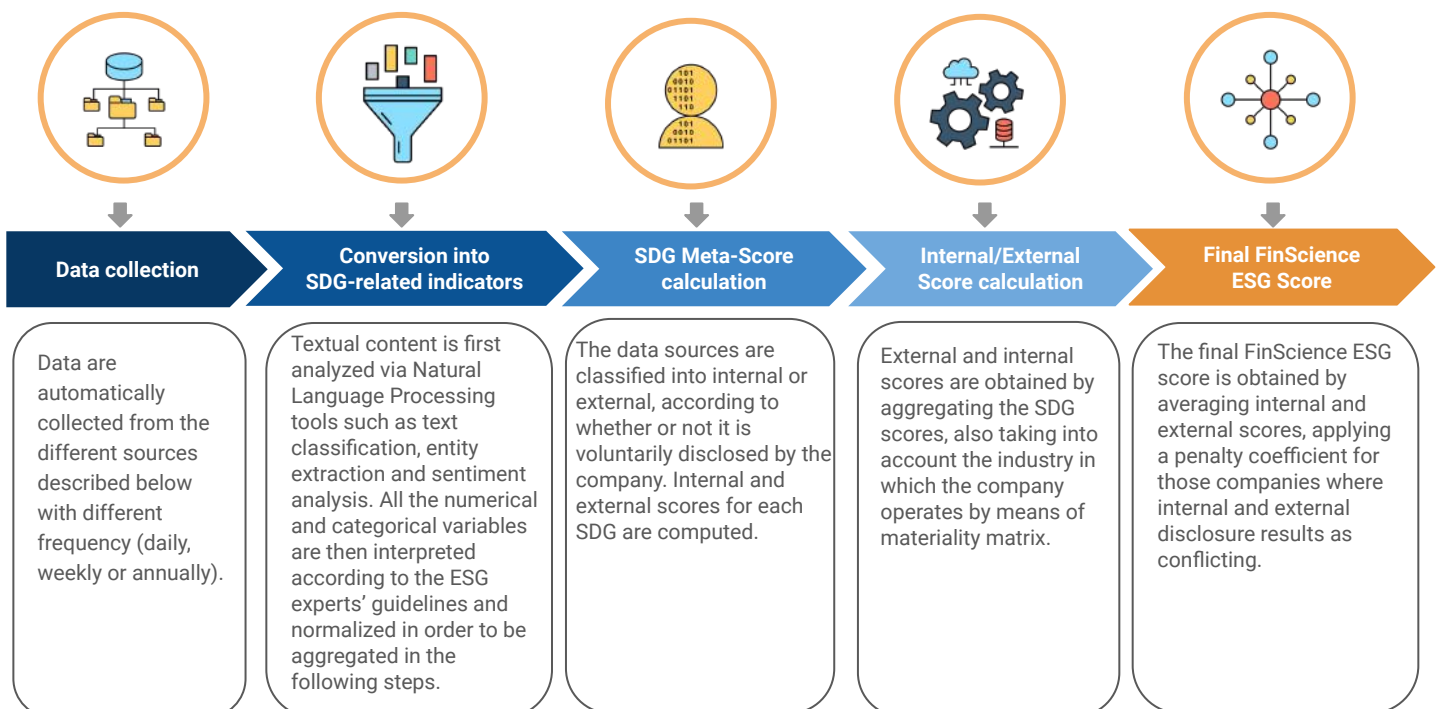 101
0010
01101
1101
110
101
0010
01101
Data collection
Conversion into
SDG-related indicators
SDG Meta-Score
calculation
Internal/External
Score calculation
Final FinScience
ESG Score
Data are
automatically
collected from the
different sources
described below
with different
frequency (daily,
weekly or annually).
Textual content is first
analyzed via Natural
Language Processing
tools such as text
classification, entity
extraction and sentiment
analysis. All the numerical
and categorical variables
are then interpreted
according to the ESG
experts’ guidelines and
normalized in order to be
aggregated in the
following steps.
The data sources are
classified into internal or
external, according to
whether or not it is
voluntarily disclosed by the
company. Internal and
external scores for each
SDG are computed.
External and internal
scores are obtained by
aggregating the SDG
scores, also taking into
account the industry in
which the company
operates by means of
materiality matrix.
The final FinScience ESG
score is obtained by
averaging internal and
external scores, applying
a penalty coefficient for
those companies where
internal and external
disclosure results as
conflicting.